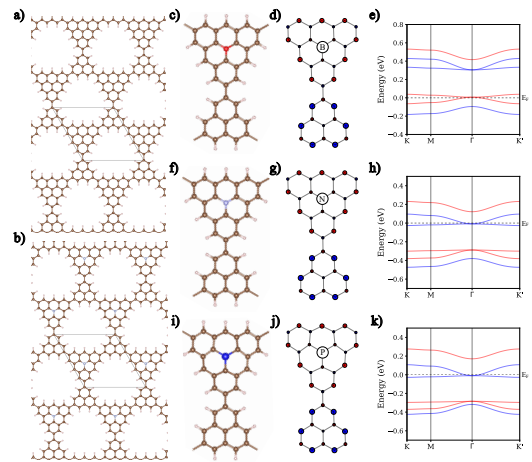 a)
c)
d)
e)
B
Energy (eV)
0.8
0.6
0.4
0.2
0.0
−0.2
0.4
E_F
K
M
Γ
K'
f)
g)
h)
N
Energy (eV)
0.4
0.2
0.0
−0.2
−0.4
−0.6
E_F
K
M
Γ
K'
b)
i)
j)
k)
P
Energy (eV)
0.4
0.2
0.0
−0.2
−0.4
−0.6
E_F
K
M
Γ
K'